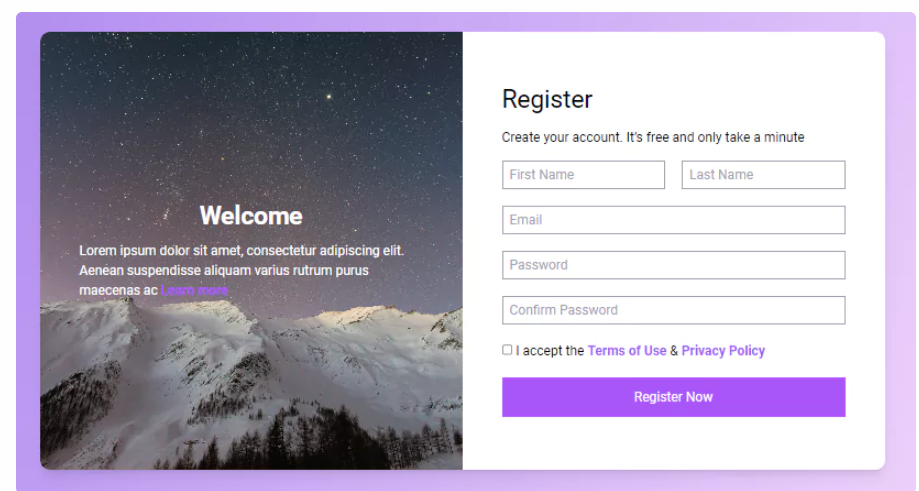 Welcome
Lorem ipsum dolor sit amet, consectetur adipiscing elit.
Aenean suspendisse aliquam varius rutrum purus
maecenas ac Learn more
Register
Create your account. It's free and only take a minute
First Name Last Name
Email
Password
Confirm Password
I accept the Terms of Use & Privacy Policy
Register Now